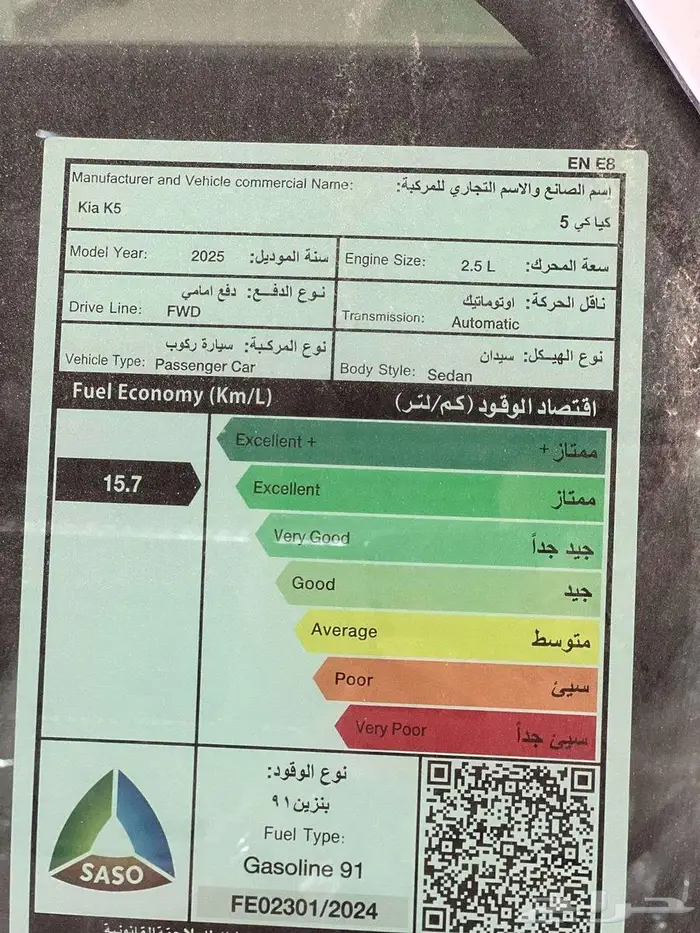 EN E8
Manufacturer and Vehicle commercial Name: اسم الصانع والاسم التجاري للمركبة:
Kia K5 كيا كي 5
Model Year: 2025 سنة الموديل:
Engine Size: 2.5 L سعة المحرك:
نوع الدفـع: دفع امامي
Drive Line: FWD
ناقل الحركة: اوتوماتيك
Transmission: Automatic
نوع المركـبة: سيارة ركوب
Vehicle Type: Passenger Car
نوع الهيـكل: سيدان
Body Style: Sedan
Fuel Economy (Km/L) اقتصاد الوقود (كم/لتر)
Excellent + ممتاز +
15.7
Excellent ممتاز
Very Good جيد جداً
Good جيد
Average متوسط
Poor سيئ
Very Poor سيئ جداً
SASO
نوع الوقود:
بنزين ٩١
Fuel Type:
Gasoline 91
FE02301/2024
حراج